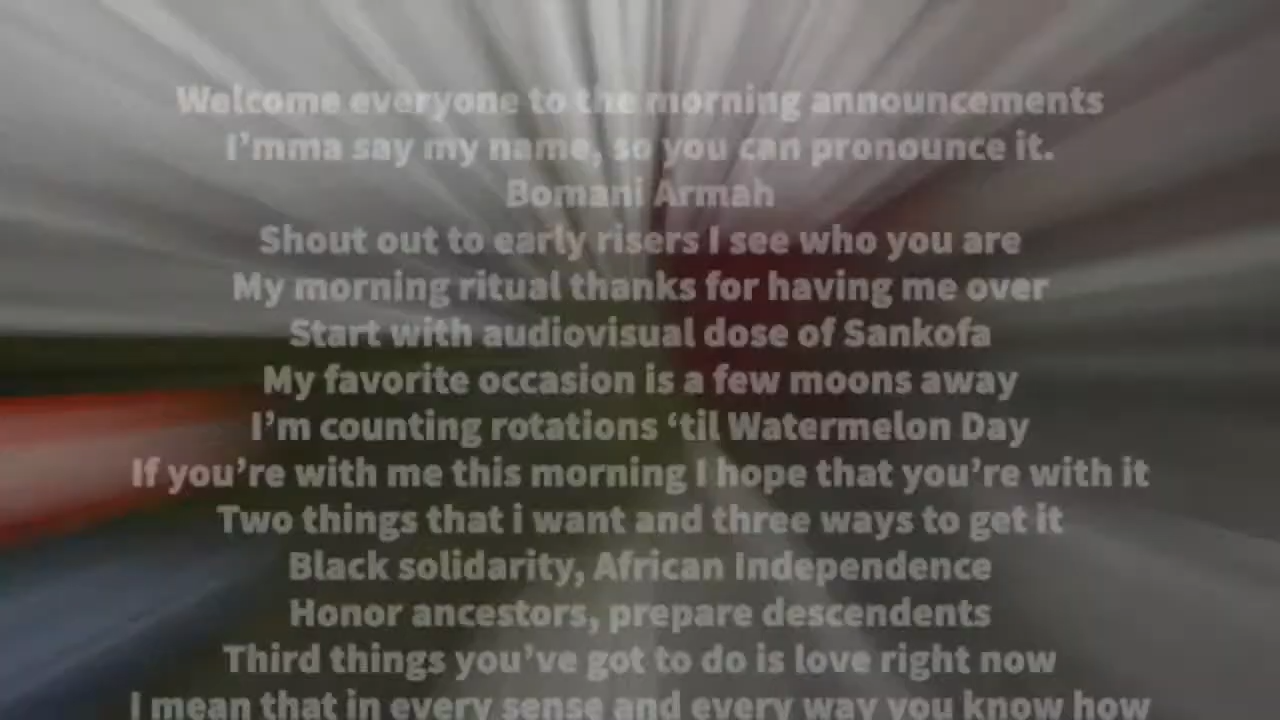 Welcome everyone to the morning announcements
I’mma say my name, so you can pronounce it.
Bomani Armah
Shout out to early risers I see who you are
My morning ritual thanks for having me over
Start with audiovisual dose of Sankofa
My favorite occasion is a few moons away
I’m counting rotations ‘til Watermelon Day
If you’re with me this morning I hope that you’re with it
Two things that i want and three ways to get it
Black solidarity, African Independence
Honor ancestors, prepare descendents
Third things you’ve got to do is love right now
I mean that in every sense and every way you know how